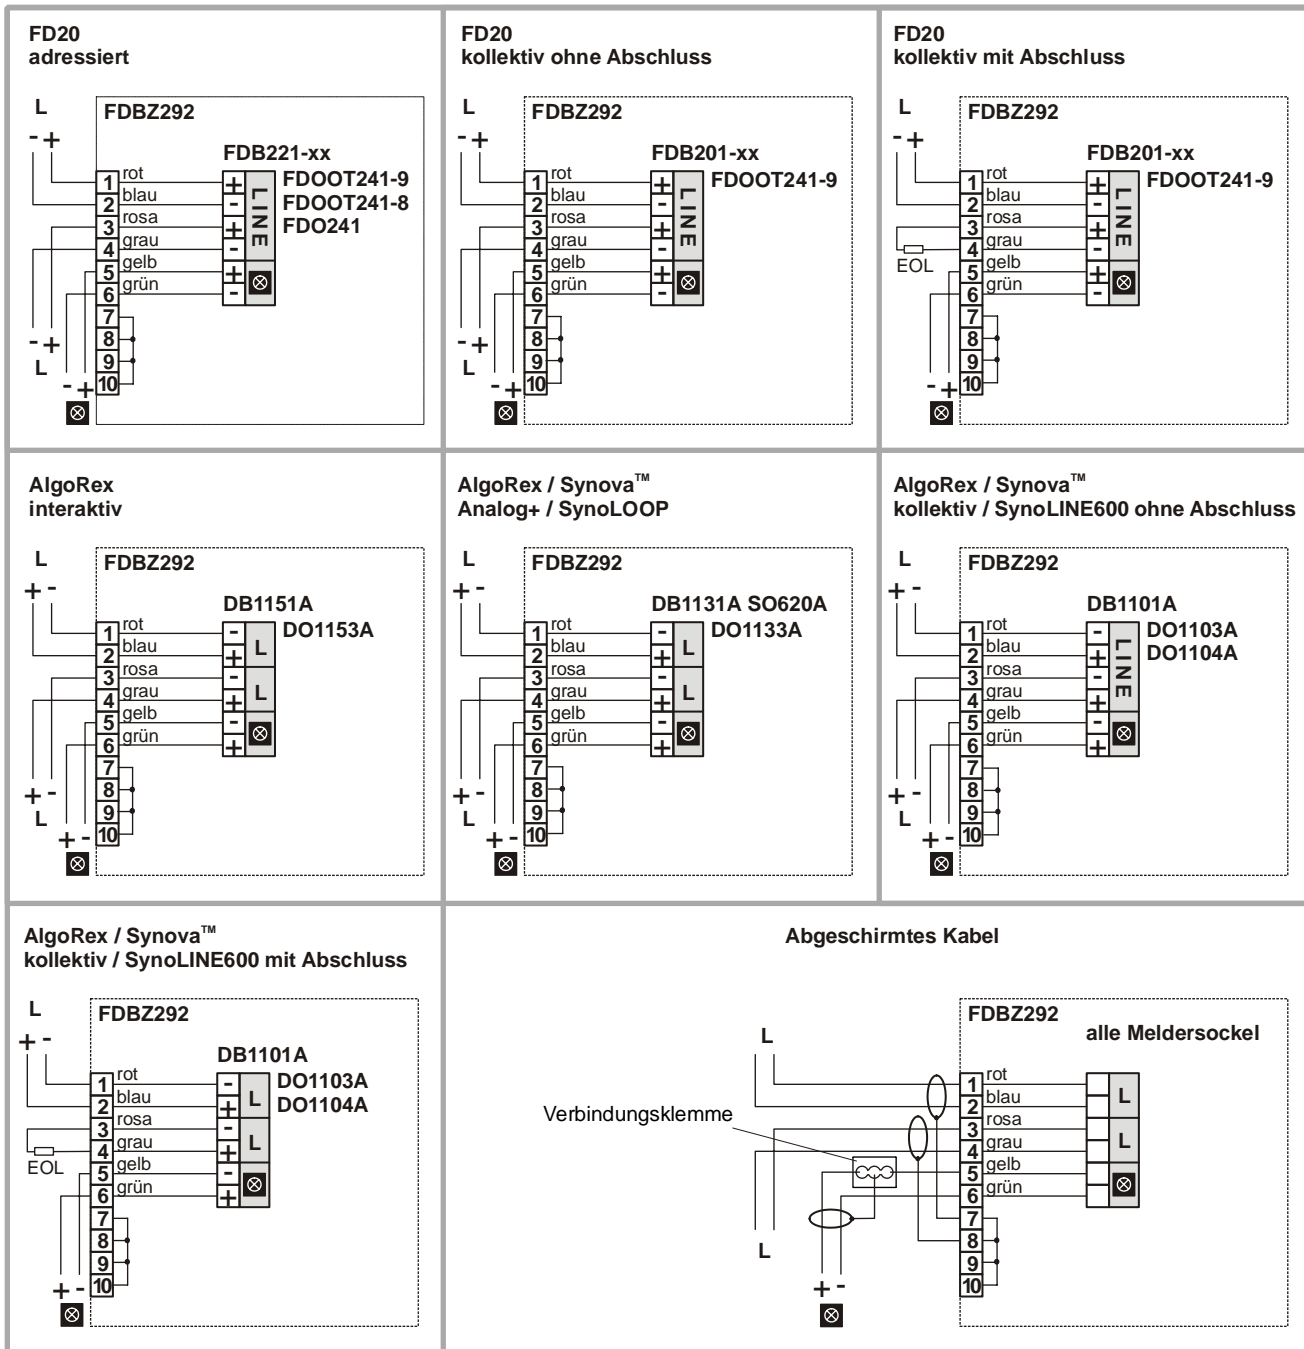 FD20
adressiert
L
- +
FDBZ292
FDB221-xx
FDOOT241-9
FDOOT241-8
FDO241
1 rot +
2 blau -
3 rosa +
4 grau -
5 gelb +
6 grün -
7
8
9
10
LINE
- +
L
- +
FD20
kollektiv ohne Abschluss
L
- +
FDBZ292
FDB201-xx
FDOOT241-9
1 rot +
2 blau -
3 rosa +
4 grau -
5 gelb +
6 grün -
7
8
9
10
LINE
- +
L
- +
FD20
kollektiv mit Abschluss
L
- +
FDBZ292
FDB201-xx
FDOOT241-9
1 rot +
2 blau -
3 rosa +
4 grau -
5 gelb +
6 grün -
7
8
9
10
LINE
EOL
- +
AlgoRex
interaktiv
L
+ -
FDBZ292
DB1151A
DO1153A
1 rot -
2 blau +
3 rosa -
4 grau +
5 gelb -
6 grün +
7
8
9
10
L
L
+ -
L
+ -
AlgoRex / Synova™
Analog+ / SynoLOOP
L
+ -
FDBZ292
DB1131A SO620A
DO1133A
1 rot -
2 blau +
3 rosa -
4 grau +
5 gelb -
6 grün +
7
8
9
10
L
L
+ -
L
+ -
AlgoRex / Synova™
kollektiv / SynoLINE600 ohne Abschluss
L
+ -
FDBZ292
DB1101A
DO1103A
DO1104A
1 rot -
2 blau +
3 rosa -
4 grau +
5 gelb -
6 grün +
7
8
9
10
LINE
+ -
L
+ -
AlgoRex / Synova™
kollektiv / SynoLINE600 mit Abschluss
L
+ -
FDBZ292
DB1101A
DO1103A
DO1104A
1 rot -
2 blau +
3 rosa -
4 grau +
5 gelb -
6 grün +
7
8
9
10
L
L
EOL
+ -
Abgeschirmtes Kabel
FDBZ292
alle Meldersockel
L
Verbindungsklemme
1 rot
2 blau
3 rosa
4 grau
5 gelb
6 grün
7
8
9
10
L
L
L
+ -